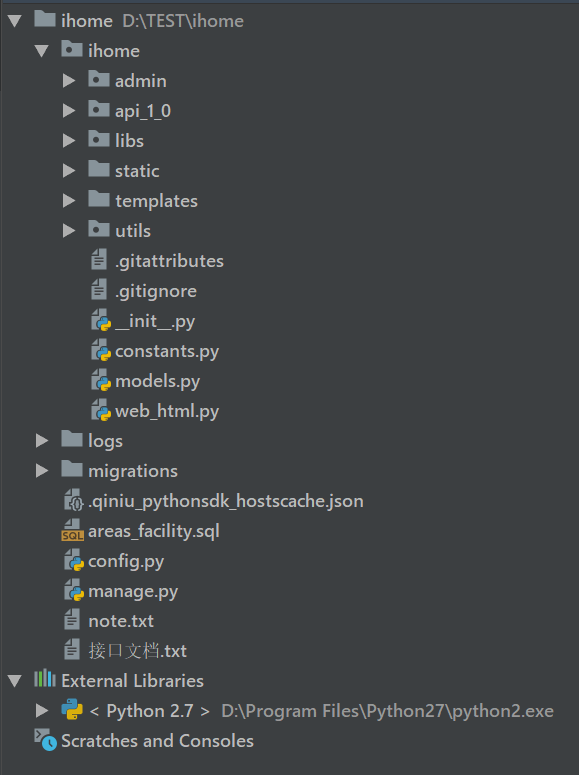 ihome D:\TEST\ihome
ihome
admin
api_1_0
libs
static
templates
utils
.gitattributes
.gitignore
__init__.py
constants.py
models.py
web_html.py
logs
migrations
.qiniu_pythonsdk_hostscache.json
SQL areas_facility.sql
config.py
manage.py
note.txt
接口文档.txt
External Libraries
< Python 2.7 > D:\Program Files\Python27\python2.exe
Scratches and Consoles